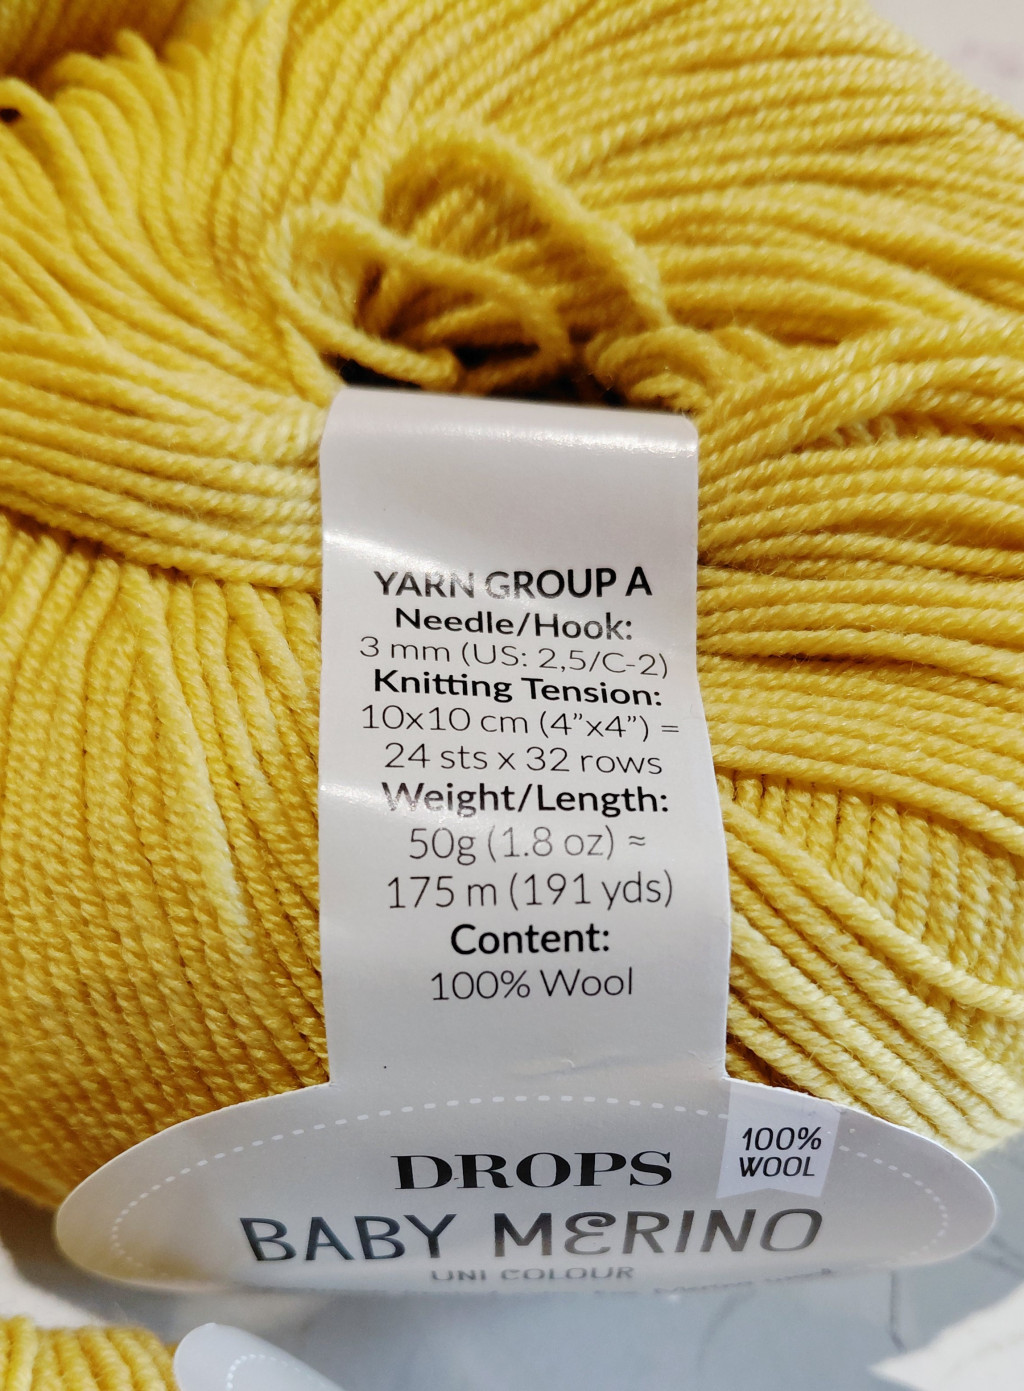 YARN GROUP A
Needle/Hook:
3 mm (US: 2,5/C-2)
Knitting Tension:
10x10 cm (4”x4”) =
24 sts x 32 rows
Weight/Length:
50g (1.8 oz) ≈
175 m (191 yds)
Content:
100% Wool
100%
WOOL
DROPS
BABY MERINO
UNI COLOUR